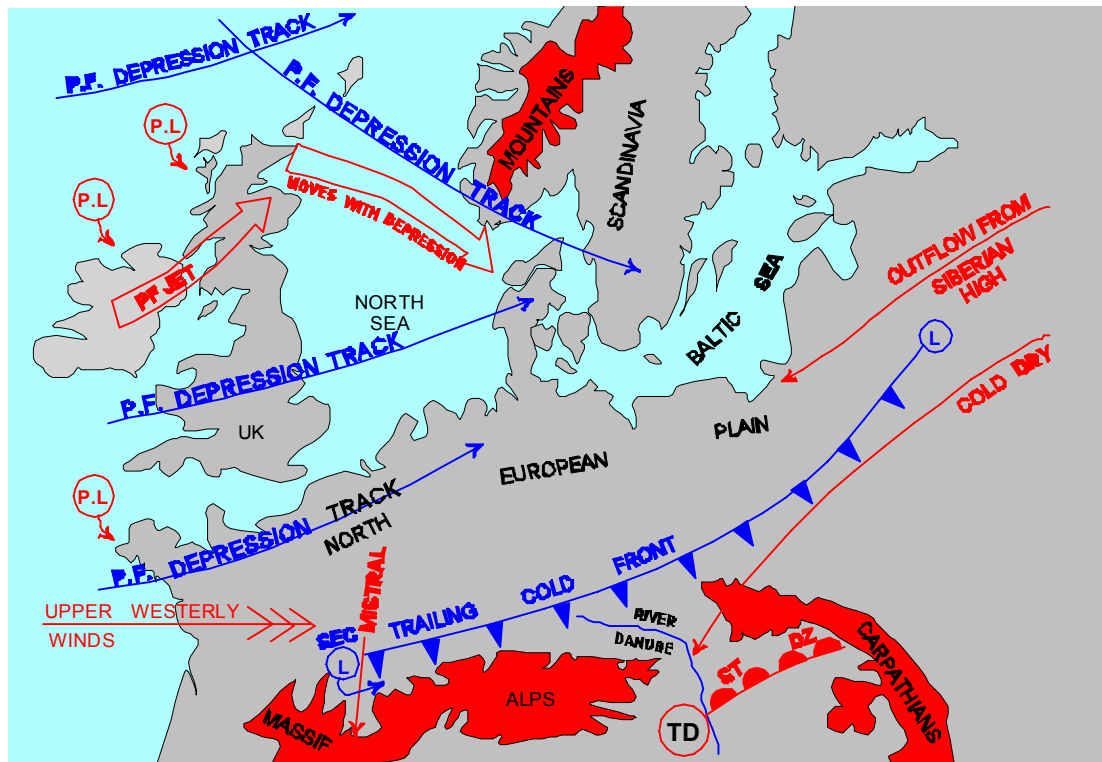 P.F. DEPRESSION TRACK
P.F. DEPRESSION TRACK
P.L
MOUNTAINS
SCANDINAVIA
P.L
MOVES WITH DEPRESSION
PF JET
OUTFLOW FROM
SIBERIAN
HIGH
NORTH
SEA
BALTIC SEA
L
P.F. DEPRESSION TRACK
COLD DRY
UK
PLAIN
EUROPEAN
NORTH
P.L
P.F. DEPRESSION TRACK
MISTRAL
UPPER WESTERLY
WINDS
SEC
L
TRAILING COLD FRONT
RIVER
DANUBE
ST DZ
CARPATHIANS
ALPS
MASSIF
TD